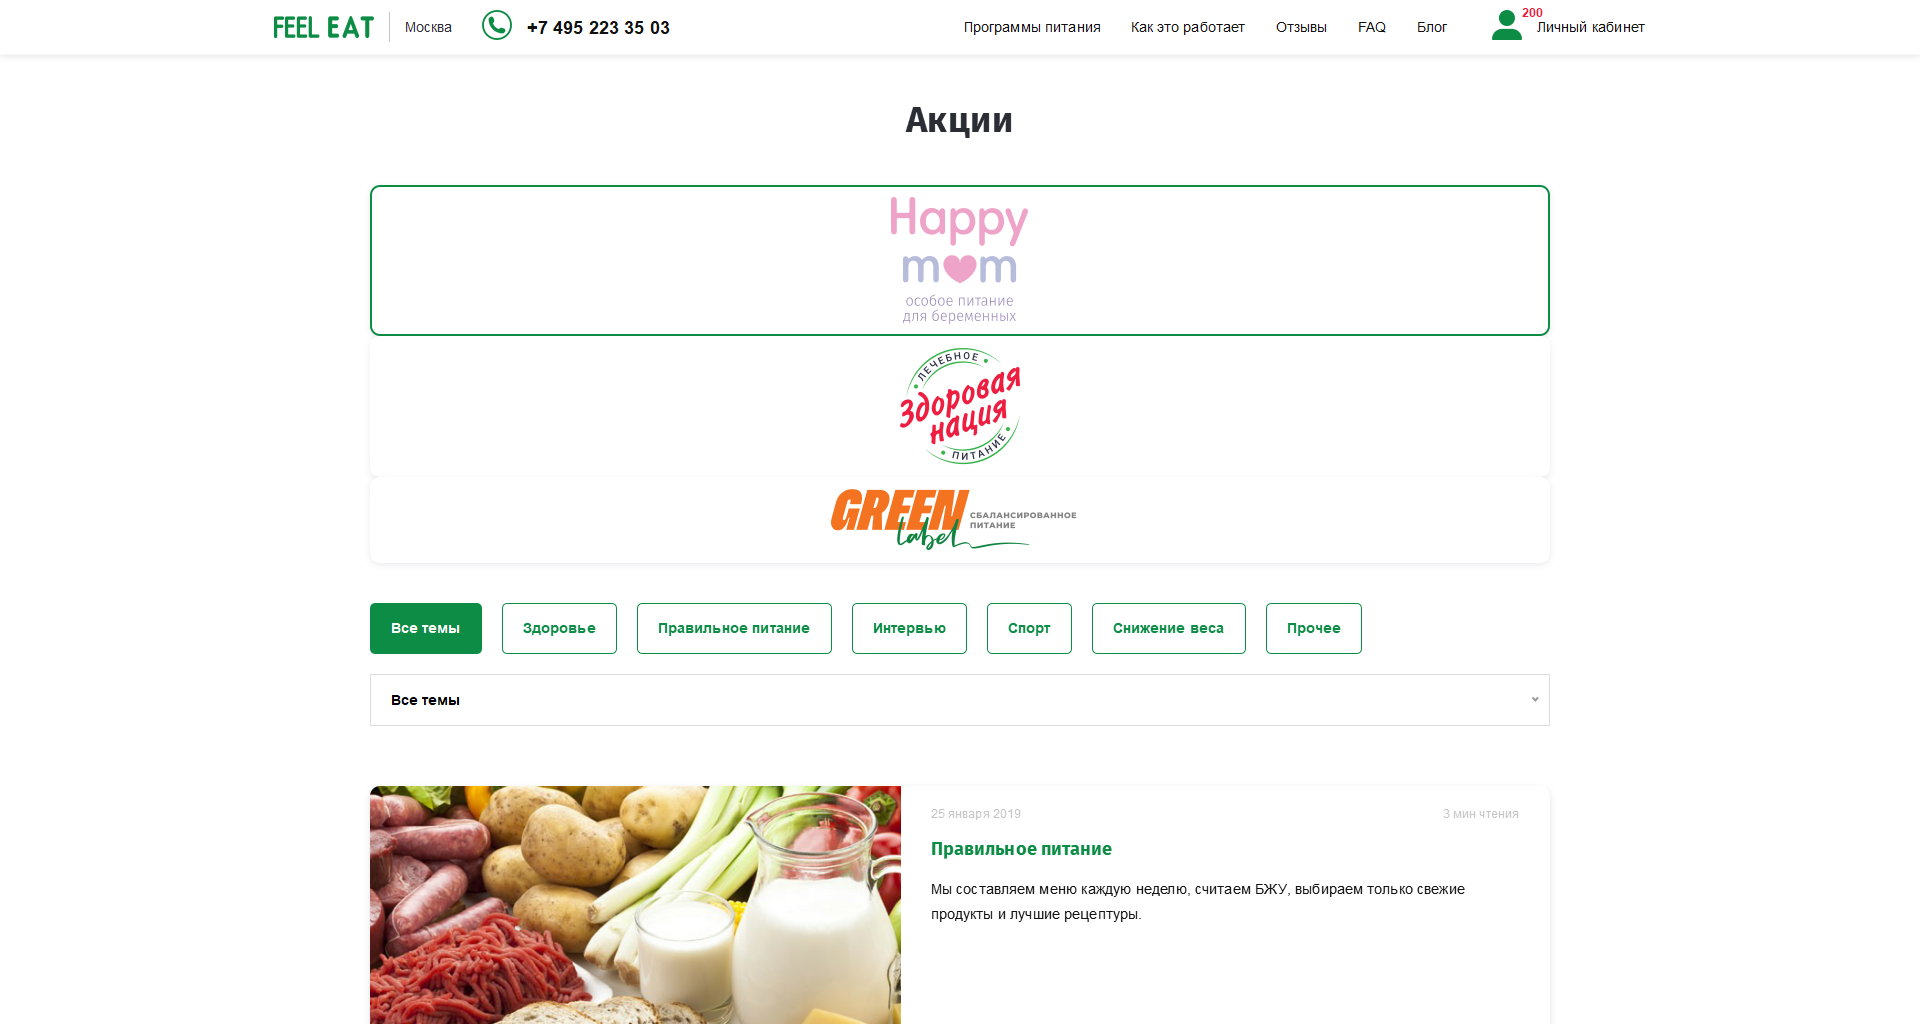 FEEL EAT
Москва
+7 495 223 35 03
Программы питания
Как это работает
Отзывы
FAQ
Блог
200
Личный кабинет
Акции
Happy
mom
особое питание
для беременных
ЛЕЧЕБНОЕ
Здоровая
нация
ПИТАНИЕ
GREEN
label
СБАЛАНСИРОВАННОЕ
ПИТАНИЕ
Все темы
Здоровье
Правильное питание
Интервью
Спорт
Снижение веса
Прочее
Все темы
25 января 2019
3 мин чтения
Правильное питание
Мы составляем меню каждую неделю, считаем БЖУ, выбираем только свежие
продукты и лучшие рецептуры.